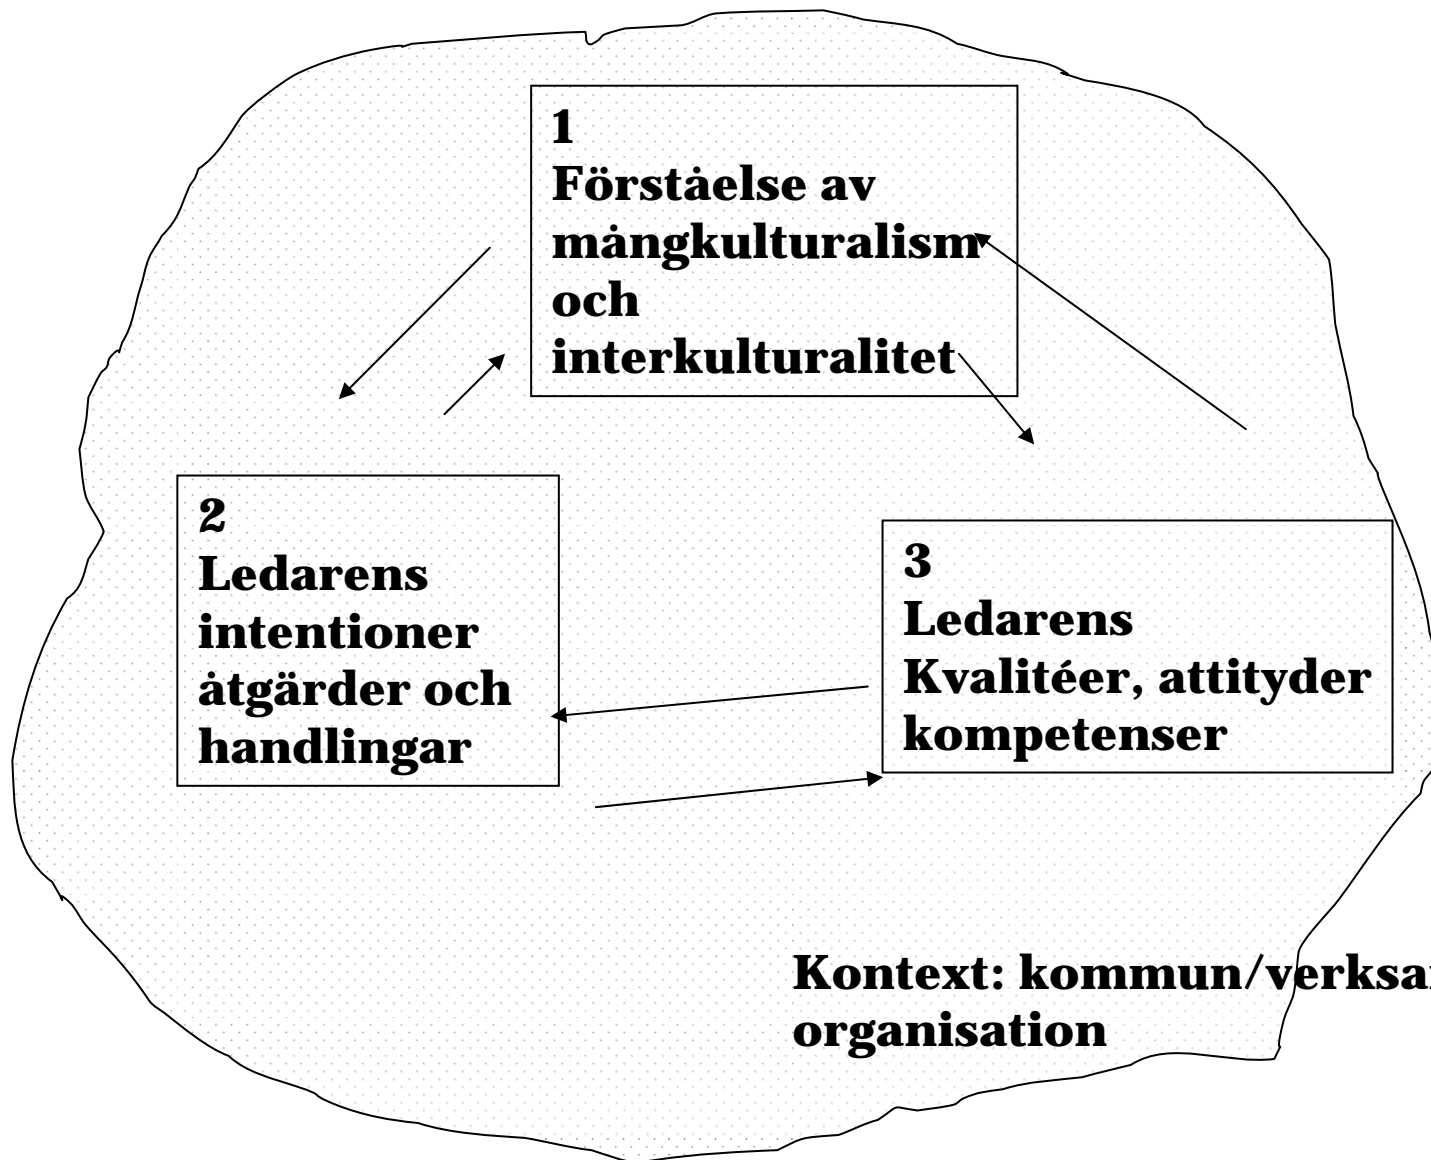 1
Förståelse av
mångkulturalism
och
interkulturalitet
2
Ledarens
intentioner
åtgärder och
handlingar
3
Ledarens
Kvalitéer, attityder
kompetenser
Kontext: kommun/
organisation